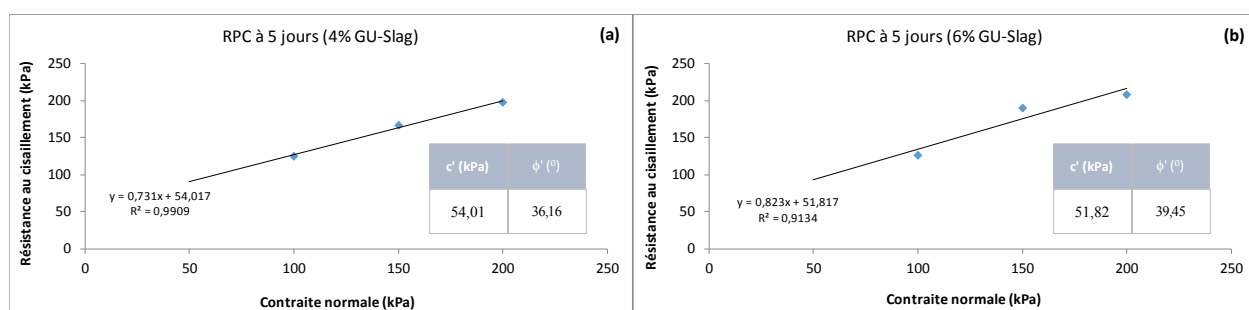 RPC à 5 jours (4% GU-Slag)
(a)
Résistance au cisaillement (kPa)
250
200
150
100
50
0
y = 0,731x + 54,017
R² = 0,9909
c' (kPa) ϕ' (⁰)
54,01 36,16
0 50 100 150 200 250
Contraite normale (kPa)
RPC à 5 jours (6% GU-Slag)
(b)
Résistance au cisaillement (kPa)
250
200
150
100
50
0
y = 0,823x + 51,817
R² = 0,9134
c' (kPa) ϕ' (⁰)
51,82 39,45
0 50 100 150 200 250
Contraite normale (kPa)